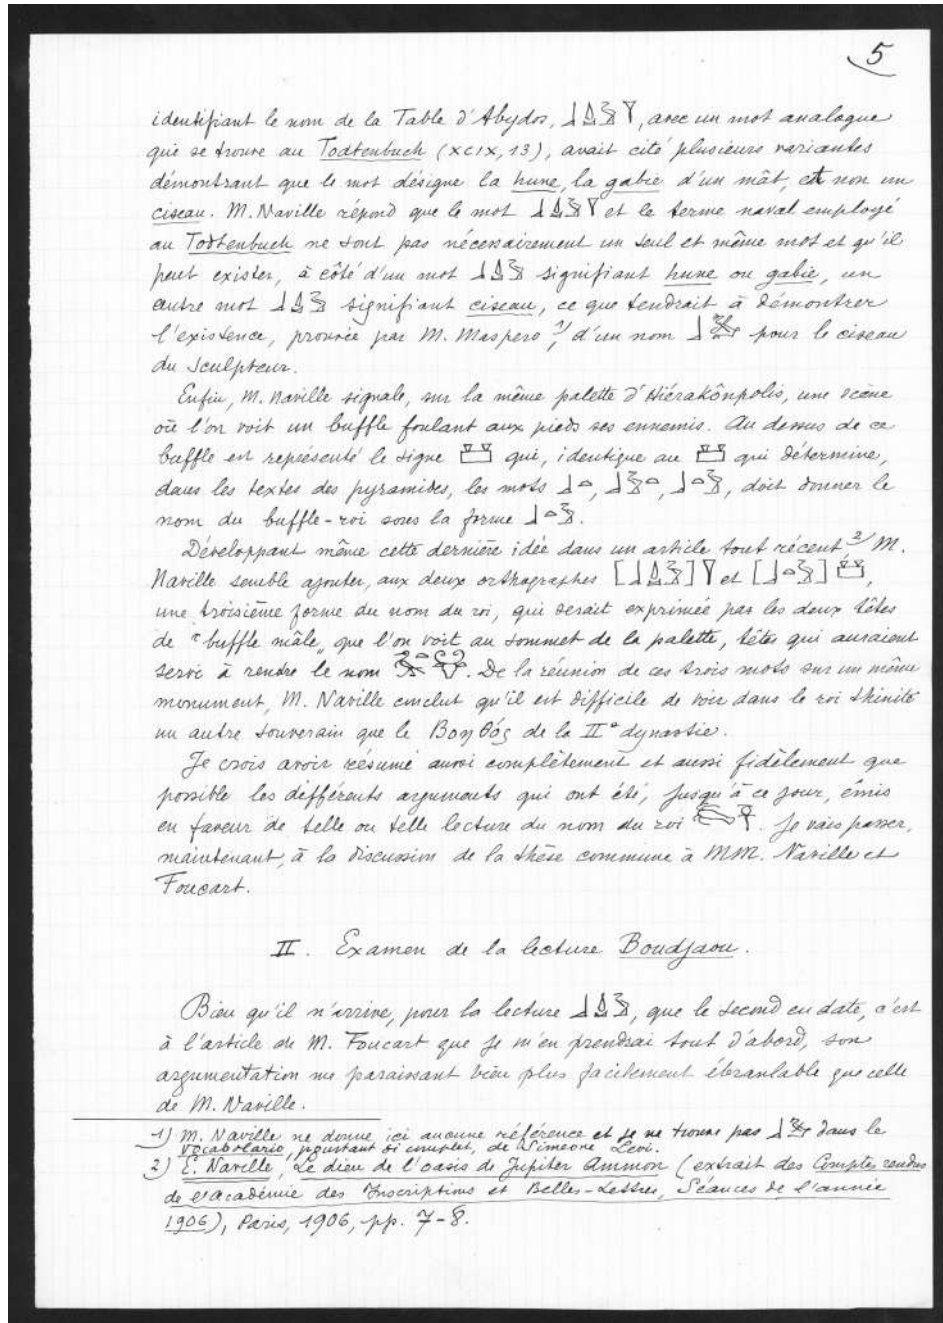 5
identifiant le nom de la Table d'Abydos, , avec un mot analogue
qui se trouve au Todtenbuch (XCIX, 13), avait cité plusieurs variantes
démontrant que le mot désigne la hune, la gabie d'un mât, et non un
ciseau. M. Naville répond que le mot et le terme naval employé
au Todtenbuch ne sont pas nécessairement un seul et même mot et qu'il
peut exister, à côté d'un mot signifiant hune ou gabie, un
autre mot signifiant ciseau, ce que tendrait à démontrer
l'existence, prouvée par M. Maspero 1), d'un nom pour le ciseau
du sculpteur.
Enfin, M. Naville signale, sur la même palette d'Hiérakônpolis, une scène
où l'on voit un buffle foulant aux pieds ses ennemis. Au dessus de ce
buffle est représenté le signe qui, identique au qui détermine,
dans les textes des pyramides, les mots , , , doit donner le
nom du buffle-roi sous la forme .
Développant même cette dernière idée dans un article tout récent 2), M.
Naville semble ajouter, aux deux orthographes [ ] et [ ] ,
une troisième forme du nom du roi, qui serait exprimée par les deux têtes
de "buffle mâle" que l'on voit au sommet de la palette, têtes qui auraient
servi à rendre le nom . De la réunion de ces trois mots sur un même
monument, M. Naville conclut qu'il est difficile de voir dans le roi thinite
un autre souverain que le de la IIe dynastie.
Je crois avoir résumé aussi complètement et aussi fidèlement que
possible les différents arguments qui ont été, jusqu'à ce jour, émis
en faveur de telle ou telle lecture du nom du roi . Je vais passer,
maintenant, à la discussion de la thèse commune à MM. Naville et
Foucart.
II. Examen de la lecture Boudjaou.
Bien qu'il n'arrive, pour la lecture , que le second en date, c'est
à l'article de M. Foucart que je m'en prendrai tout d'abord, son
argumentation me paraissant bien plus facilement ébranlable que celle
de M. Naville.
1) M. Naville ne donne ici aucune référence et je ne trouve pas dans le
Vocabolario, pourtant si complet, de Simeone Levi.
2) E. Naville, Le dieu de l'oasis de Jupiter Ammon (extrait des Comptes rendus
de l'Académie des Inscriptions et Belles-Lettres, Séances de l'année
1906), Paris, 1906, pp. 7-8.